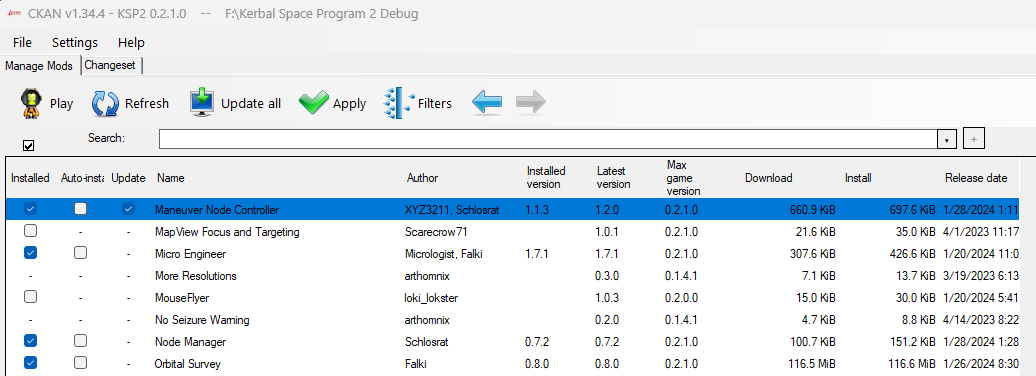 CKAN v1.34.4 - KSP2 0.2.1.0 -- F:\Kerbal Space Program 2 Debug
File Settings Help
Manage Mods Changeset
Play Refresh Update all Apply Filters
Search: +
Installed Auto-insta Update Name Author Installed version Latest version Max game version Download Install Release date
Maneuver Node Controller XYZ3211, Schlosrat 1.1.3 1.2.0 0.2.1.0 660.9 KiB 697.6 KiB 1/28/2024 1:11
- - MapView Focus and Targeting Scarecrow71 1.0.1 0.2.1.0 21.6 KiB 35.0 KiB 4/1/2023 11:17
- Micro Engineer Micrologist, Falki 1.7.1 1.7.1 0.2.1.0 307.6 KiB 426.6 KiB 1/20/2024 11:0
- - - More Resolutions arthomnix 0.3.0 0.1.4.1 7.1 KiB 13.7 KiB 3/19/2023 6:13
- - MouseFlyer loki_lokster 1.0.3 0.2.0.0 15.0 KiB 30.0 KiB 1/20/2024 5:41
- - - No Seizure Warning arthomnix 0.2.0 0.1.4.1 4.7 KiB 8.8 KiB 4/14/2023 8:22
- Node Manager Schlosrat 0.7.2 0.7.2 0.2.1.0 100.7 KiB 151.2 KiB 1/28/2024 1:28
- Orbital Survey Falki 0.8.0 0.8.0 0.2.1.0 116.5 MiB 116.6 MiB 1/26/2024 8:30